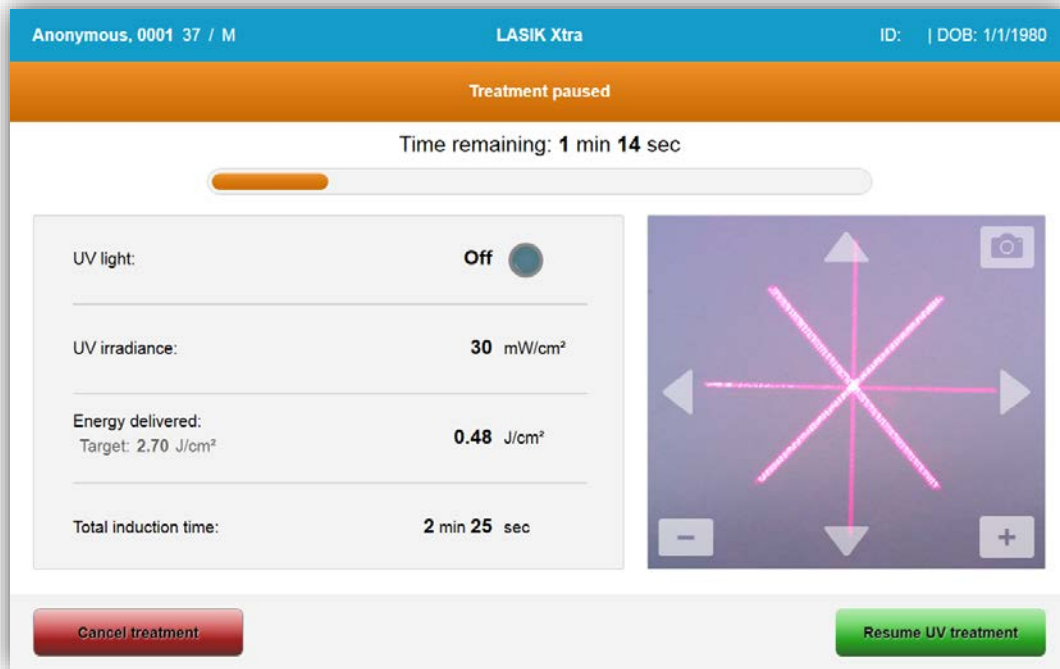 Anonymous, 0001 37 / M LASIK Xtra ID: | DOB: 1/1/1980
Treatment paused
Time remaining: 1 min 14 sec
UV light: Off
UV irradiance: 30 mW/cm²
Energy delivered:
Target: 2.70 J/cm² 0.48 J/cm²
Total induction time: 2 min 25 sec
Cancel treatment Resume UV treatment